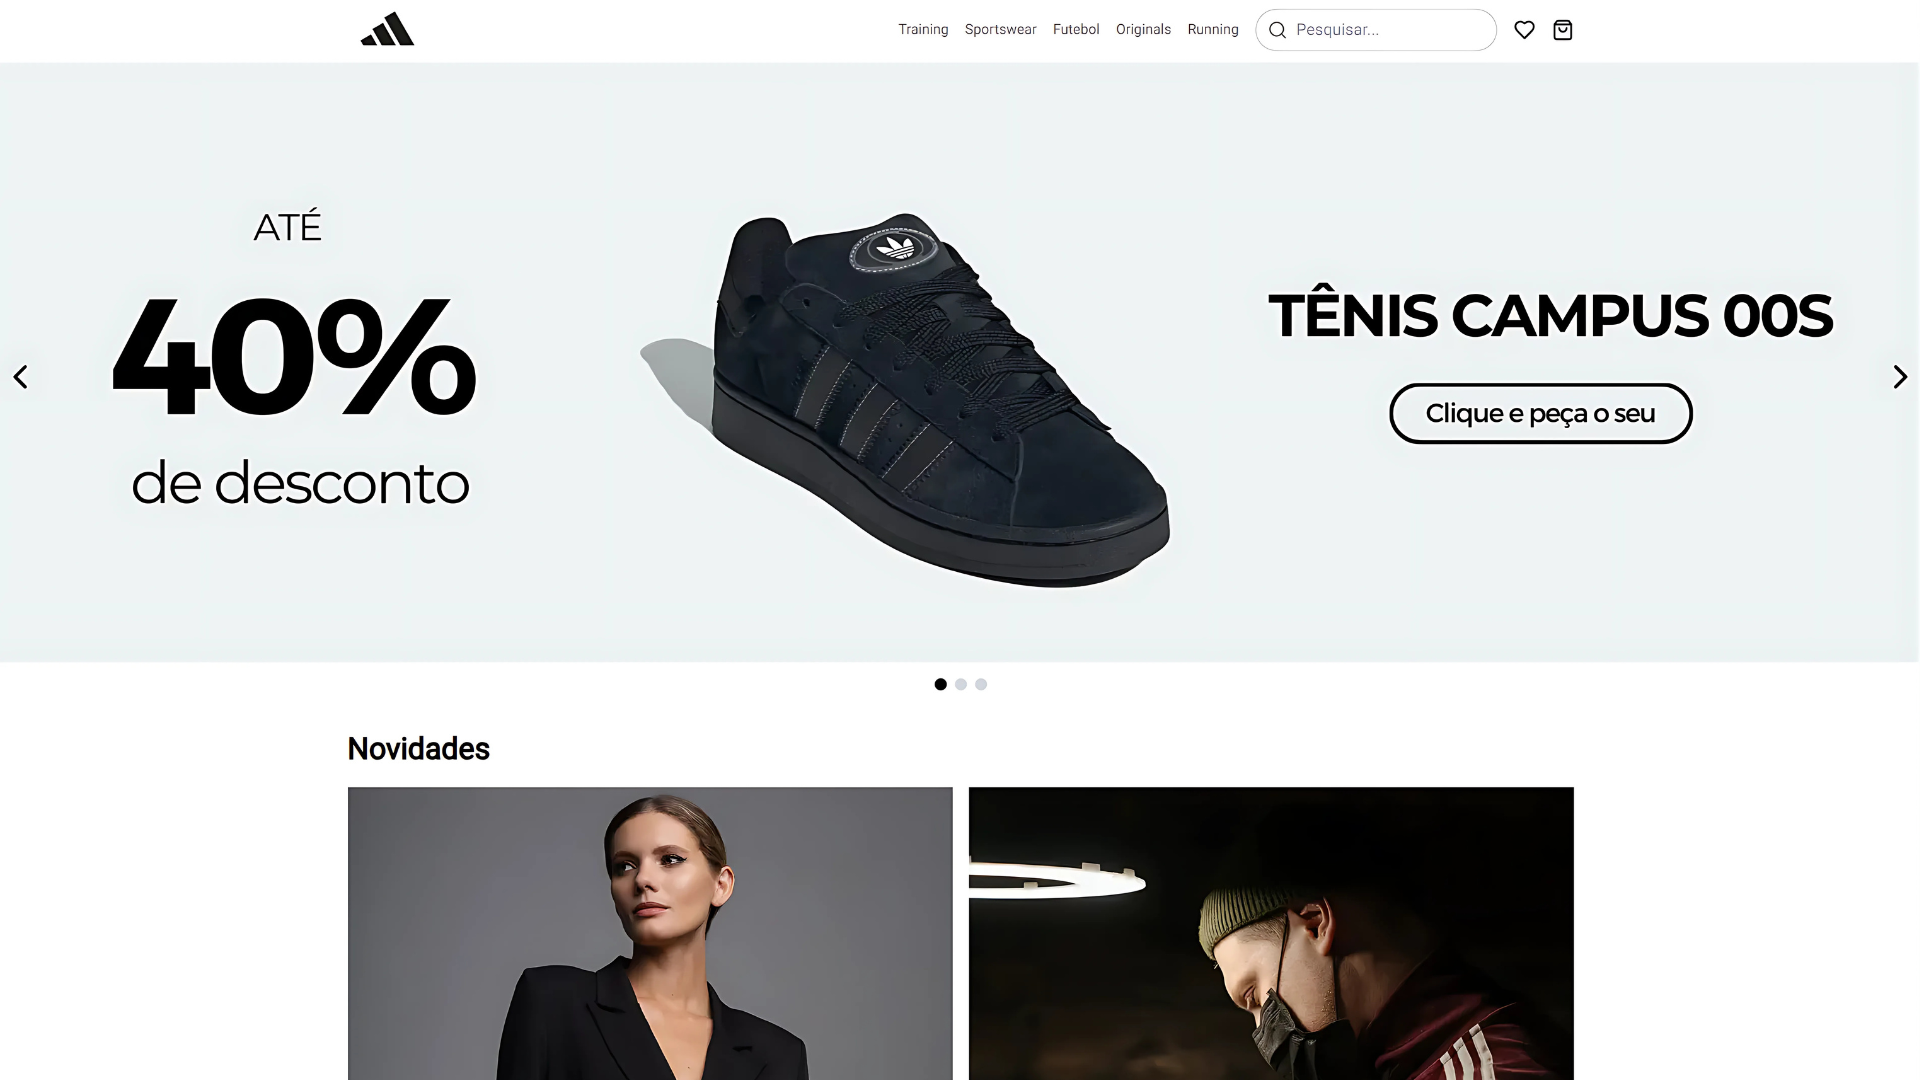 Training Sportswear Futebol Originals Running Pesquisar...
ATÉ
40%
de desconto
TÊNIS CAMPUS 00S
Clique e peça o seu
Novidades